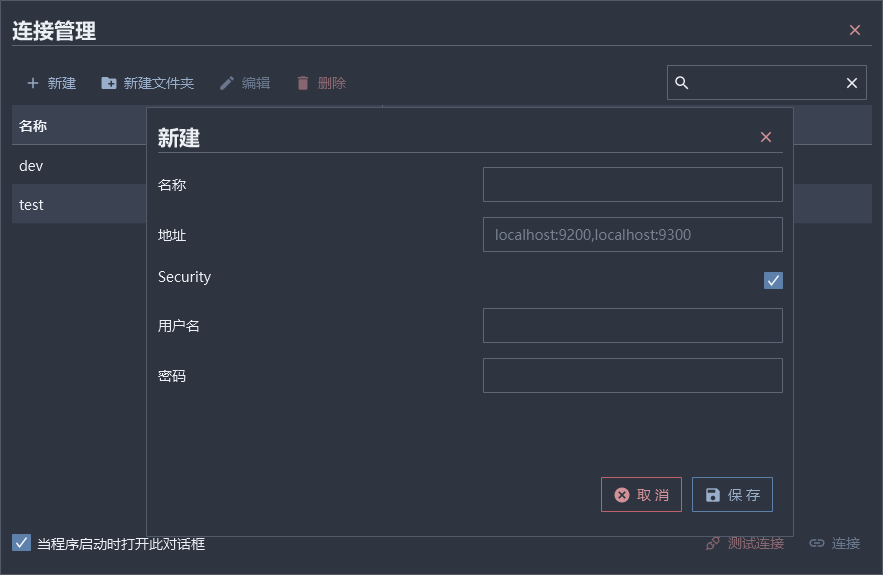 连接管理
新建 新建文件夹 编辑 删除
名称
dev
test
新建
名称
地址 localhost:9200,localhost:9300
Security
用户名
密码
取 消 保 存
当程序启动时打开此对话框 测试连接 连接